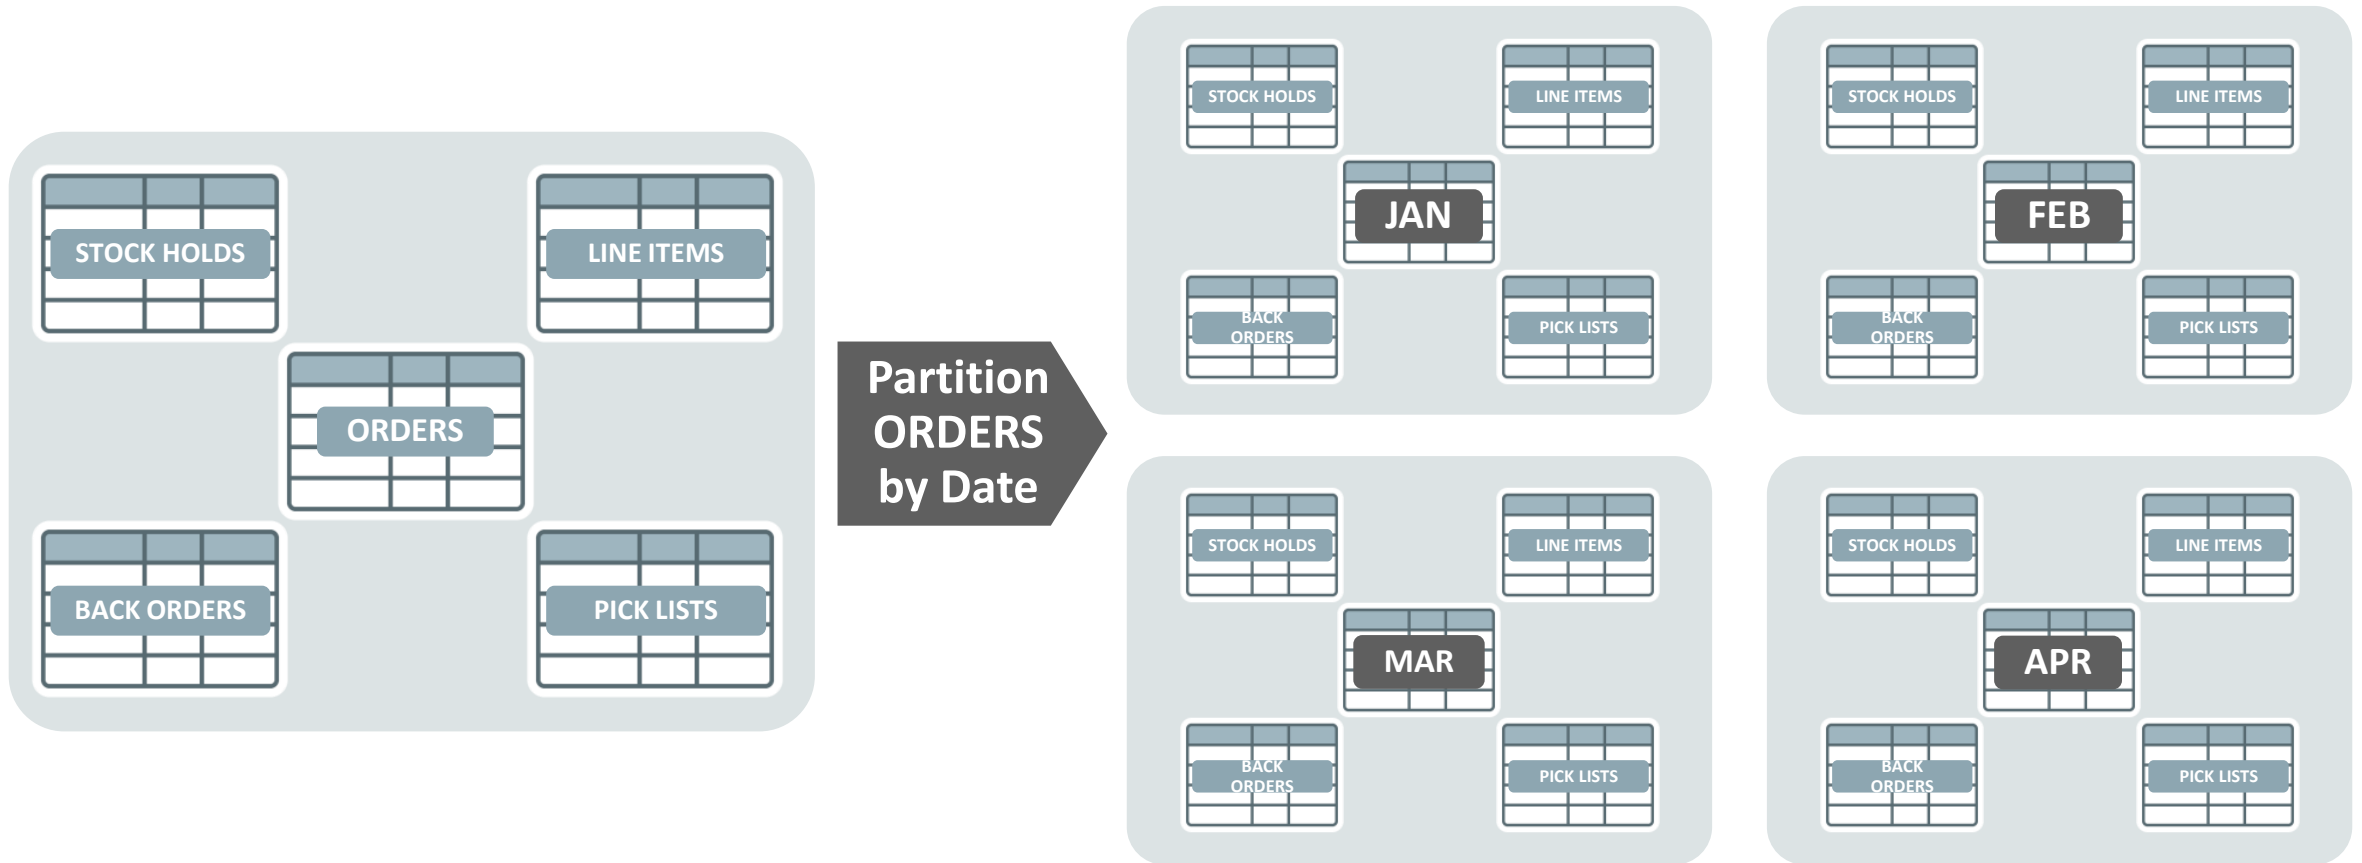 STOCK HOLDS
LINE ITEMS
ORDERS
BACK ORDERS
PICK LISTS
Partition
ORDERS
by Date
STOCK HOLDS
LINE ITEMS
JAN
BACK
ORDERS
PICK LISTS
STOCK HOLDS
LINE ITEMS
FEB
BACK
ORDERS
PICK LISTS
STOCK HOLDS
LINE ITEMS
MAR
BACK
ORDERS
PICK LISTS
STOCK HOLDS
LINE ITEMS
APR
BACK
ORDERS
PICK LISTS